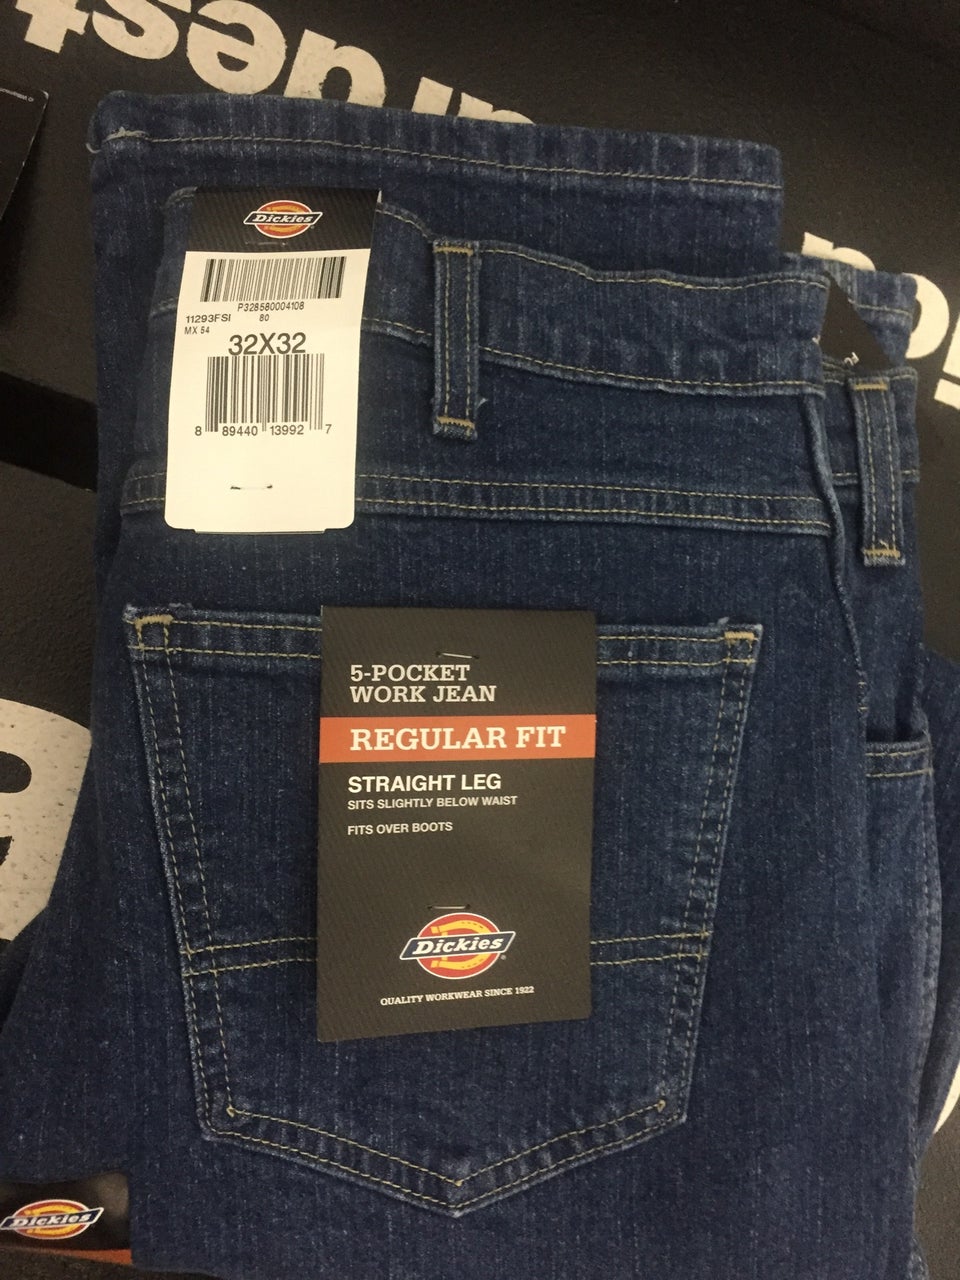 Dickies
P328580004108
11293FSI 80
MX 54
32X32
8 89440 13992 7
5-POCKET
WORK JEAN
REGULAR FIT
STRAIGHT LEG
SITS SLIGHTLY BELOW WAIST
FITS OVER BOOTS
Dickies
QUALITY WORKWEAR SINCE 1922
Dickies